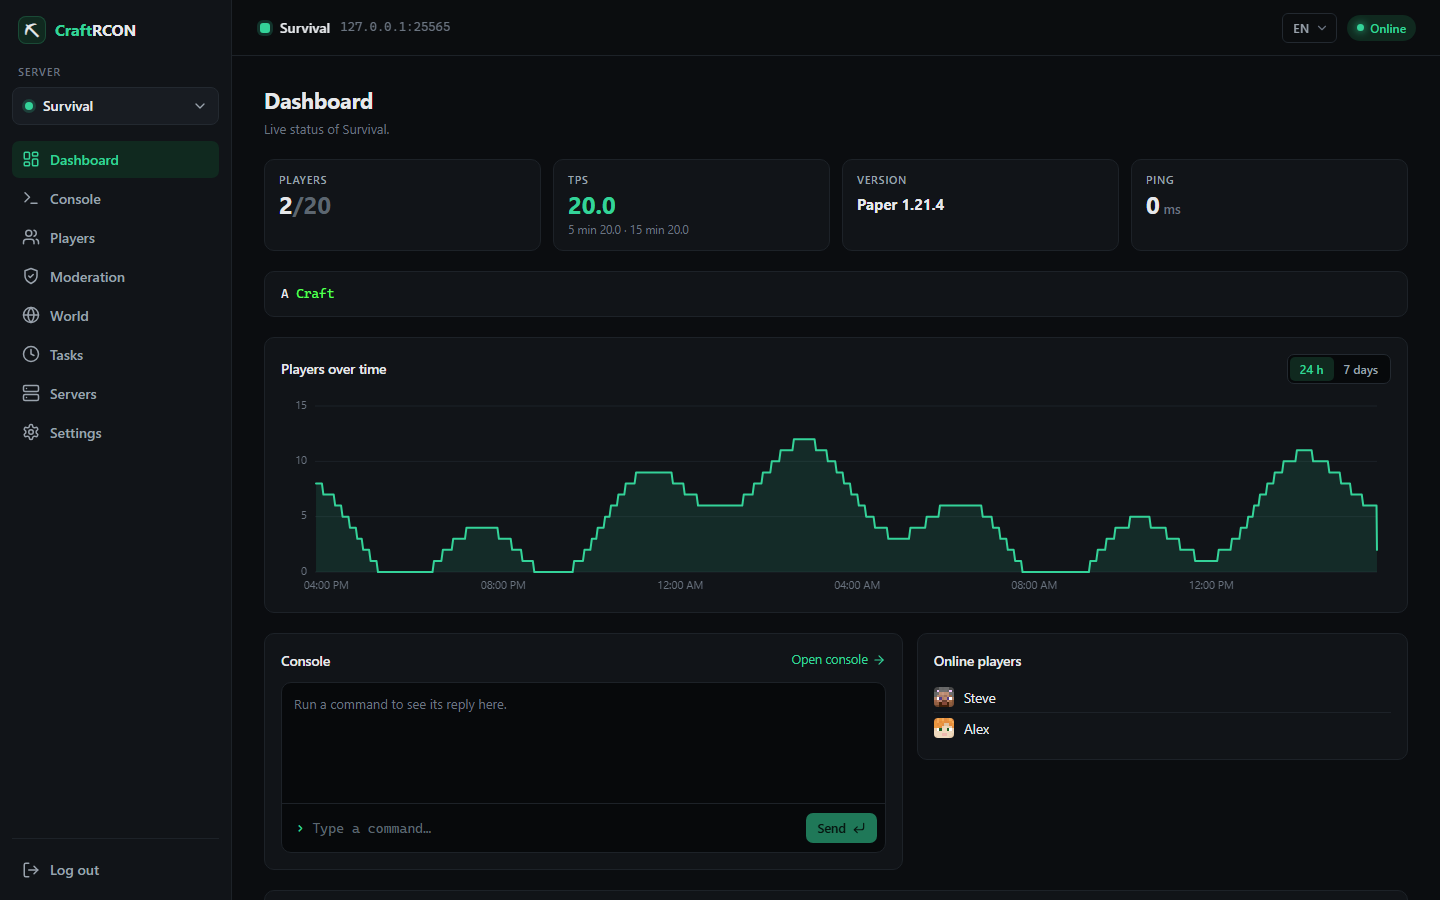 CraftRCON
SERVER
Survival
Dashboard
Console
Players
Moderation
World
Tasks
Servers
Settings
Log out
Survival 127.0.0.1:25565
EN
Online
Dashboard
Live status of Survival.
PLAYERS
2/20
TPS
20.0
5 min 20.0 · 15 min 20.0
VERSION
Paper 1.21.4
PING
0 ms
A Craft
Players over time
24 h
7 days
15
10
5
0
04:00 PM
08:00 PM
12:00 AM
04:00 AM
08:00 AM
12:00 PM
Console
Open console →
Run a command to see its reply here.
› Type a command…
Send
Online players
Steve
Alex